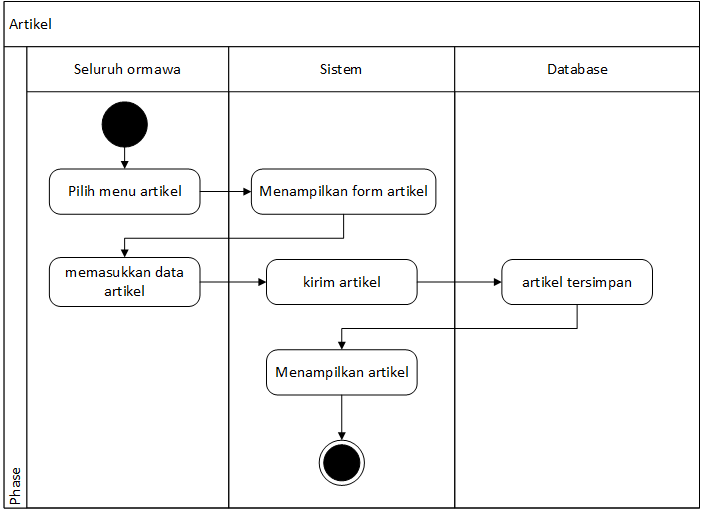 Artikel
Seluruh ormawa
Sistem
Database
Pilih menu artikel
Menampilkan form artikel
memasukkan data
artikel
kirim artikel
artikel tersimpan
Menampilkan artikel
Phase